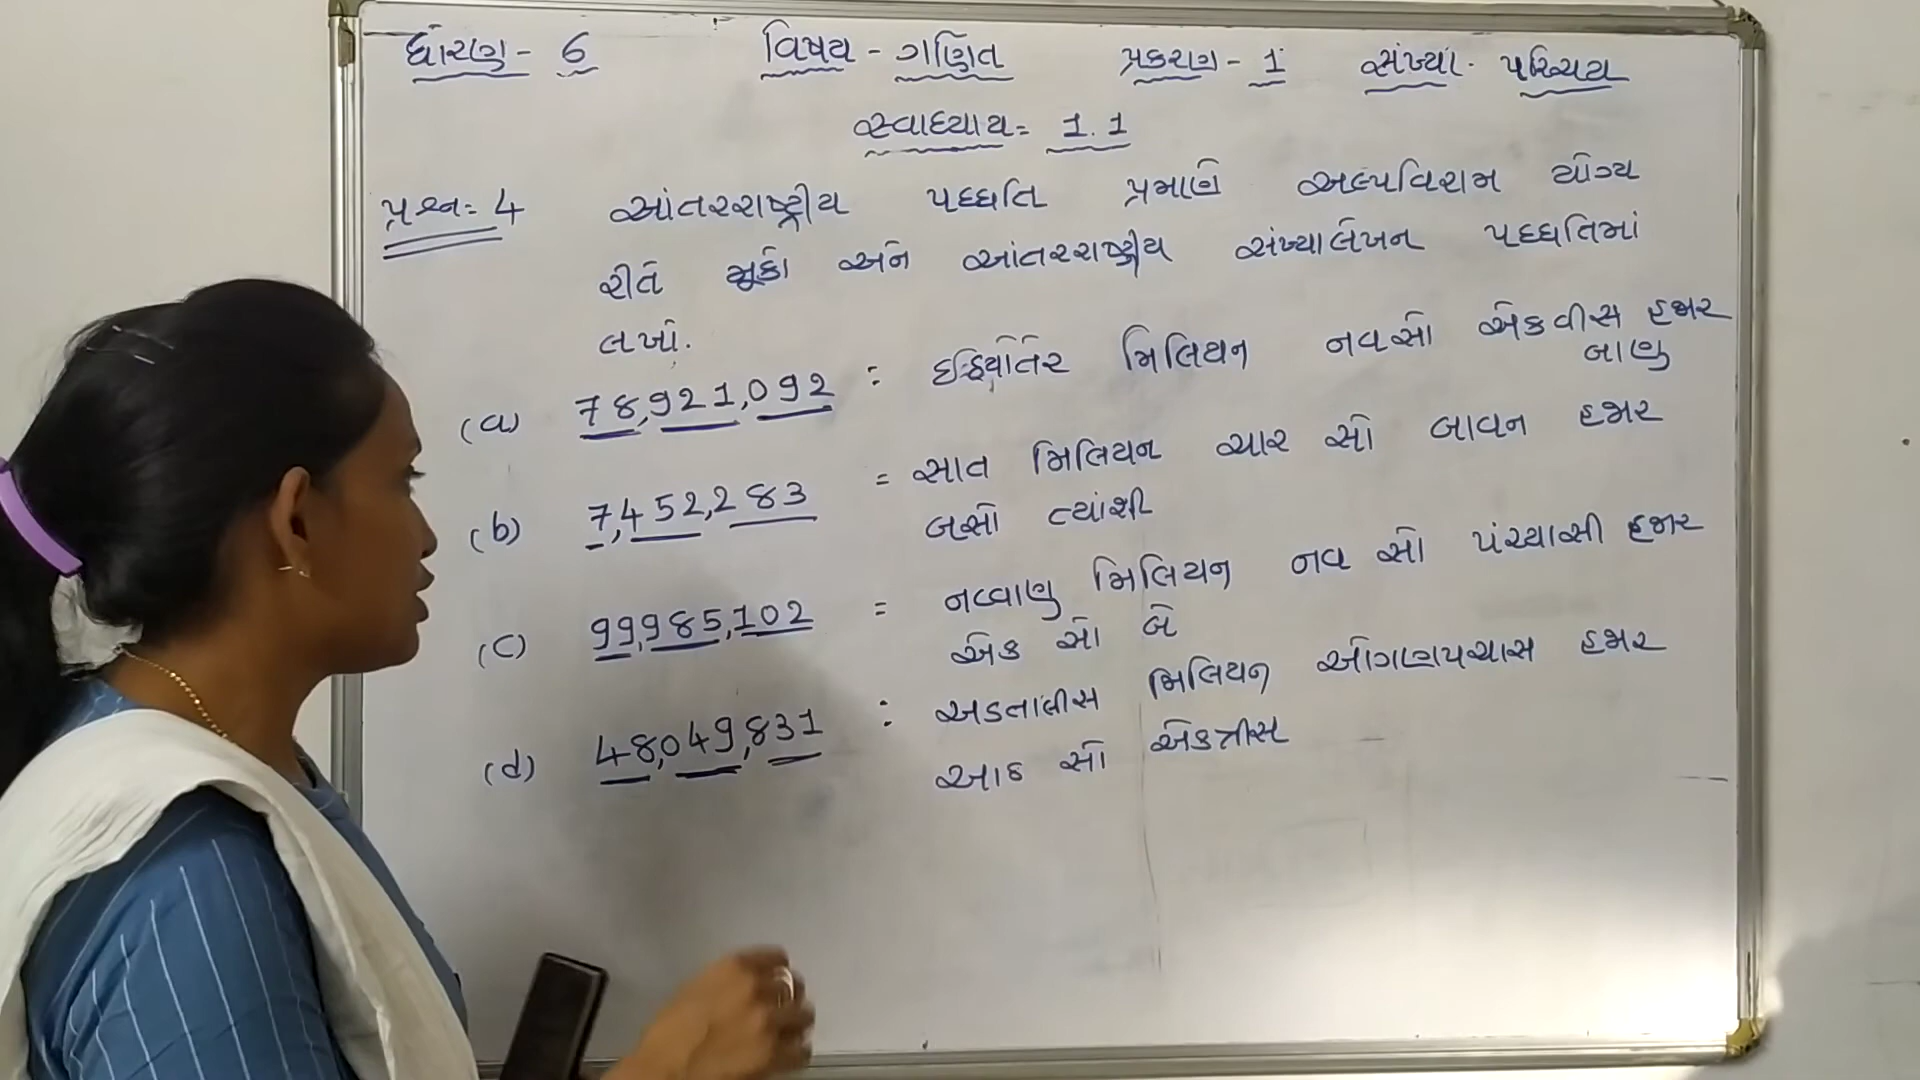 ધોરણ - 6 વિષય - ગણિત પ્રકરણ - 1 સંખ્યા પરિચય
સ્વાધ્યાય = 1.1
પ્રશ્ન = 4 આંતરરાષ્ટ્રીય પદ્ધતિ પ્રમાણે અલ્પવિરામ યોગ્ય
રીતે મૂકો અને આંતરરાષ્ટ્રીય સંખ્યાલેખન પદ્ધતિમાં
લખો.
(a) 78,921,092 : મિલિયન નવસો એકવીસ હજાર
બાણુ
(b) 7,452,283 = સાત મિલિયન ચાર સો બાવન હજાર
બસો ત્યાંશી
(c) 99,985,102 = નવ્વાણુ મિલિયન નવ સો પંચ્યાસી હજાર
એક સો બે
(d) 48,049,831 : અડતાલીસ મિલિયન ઓગણપચાસ હજાર
આઠ સો એકત્રીસ